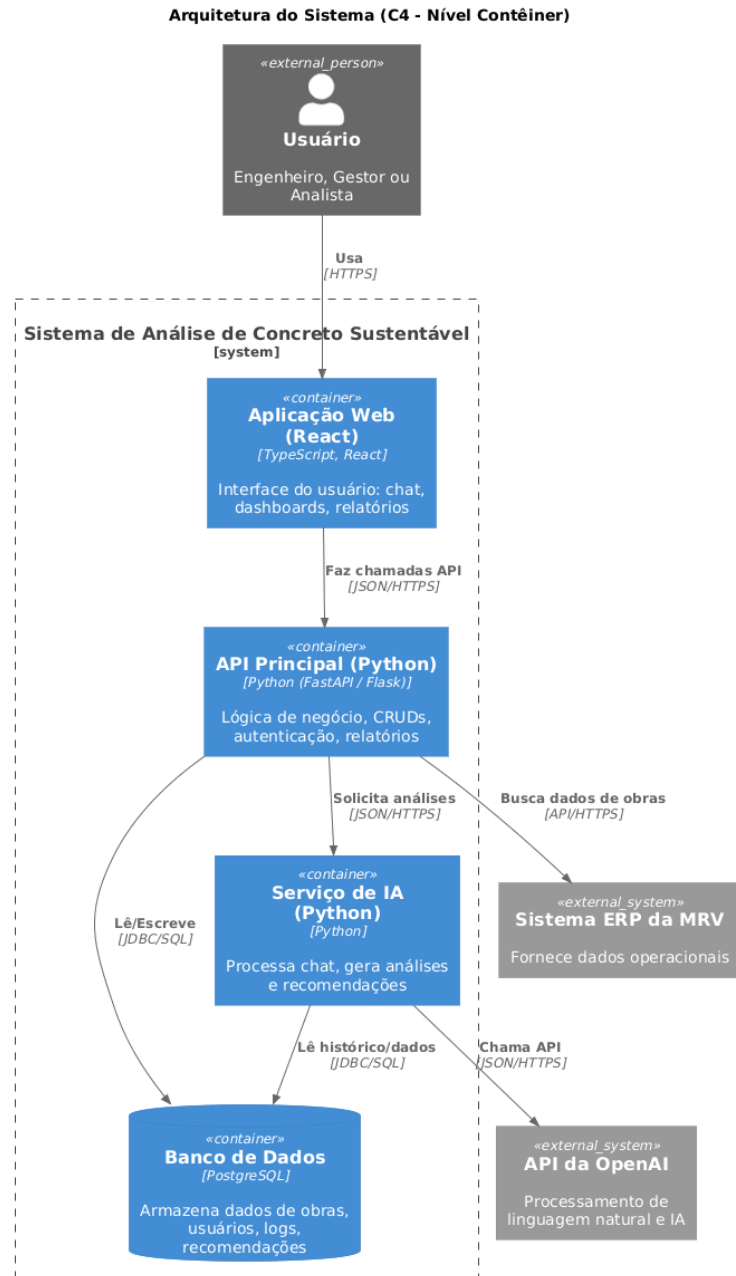 Arquitetura do Sistema (C4 - Nível Contêiner)
«external_person»
Usuário
Engenheiro, Gestor ou
Analista
Usa
[HTTPS]
Sistema de Análise de Concreto Sustentável
[system]
«container»
Aplicação Web
(React)
[TypeScript, React]
Interface do usuário: chat,
dashboards, relatórios
Faz chamadas API
[JSON/HTTPS]
«container»
API Principal (Python)
[Python (FastAPI / Flask)]
Lógica de negócio, CRUDs,
autenticação, relatórios
Solicita análises
[JSON/HTTPS]
Busca dados de obras
[API/HTTPS]
Lê/Escreve
[JDBC/SQL]
«container»
Serviço de IA
(Python)
[Python]
Processa chat, gera análises
e recomendações
«external_system»
Sistema ERP da MRV
Fornece dados operacionais
Lê histórico/dados
[JDBC/SQL]
Chama API
[JSON/HTTPS]
«container»
Banco de Dados
[PostgreSQL]
Armazena dados de obras,
usuários, logs,
recomendações
«external_system»
API da OpenAI
Processamento de
linguagem natural e IA